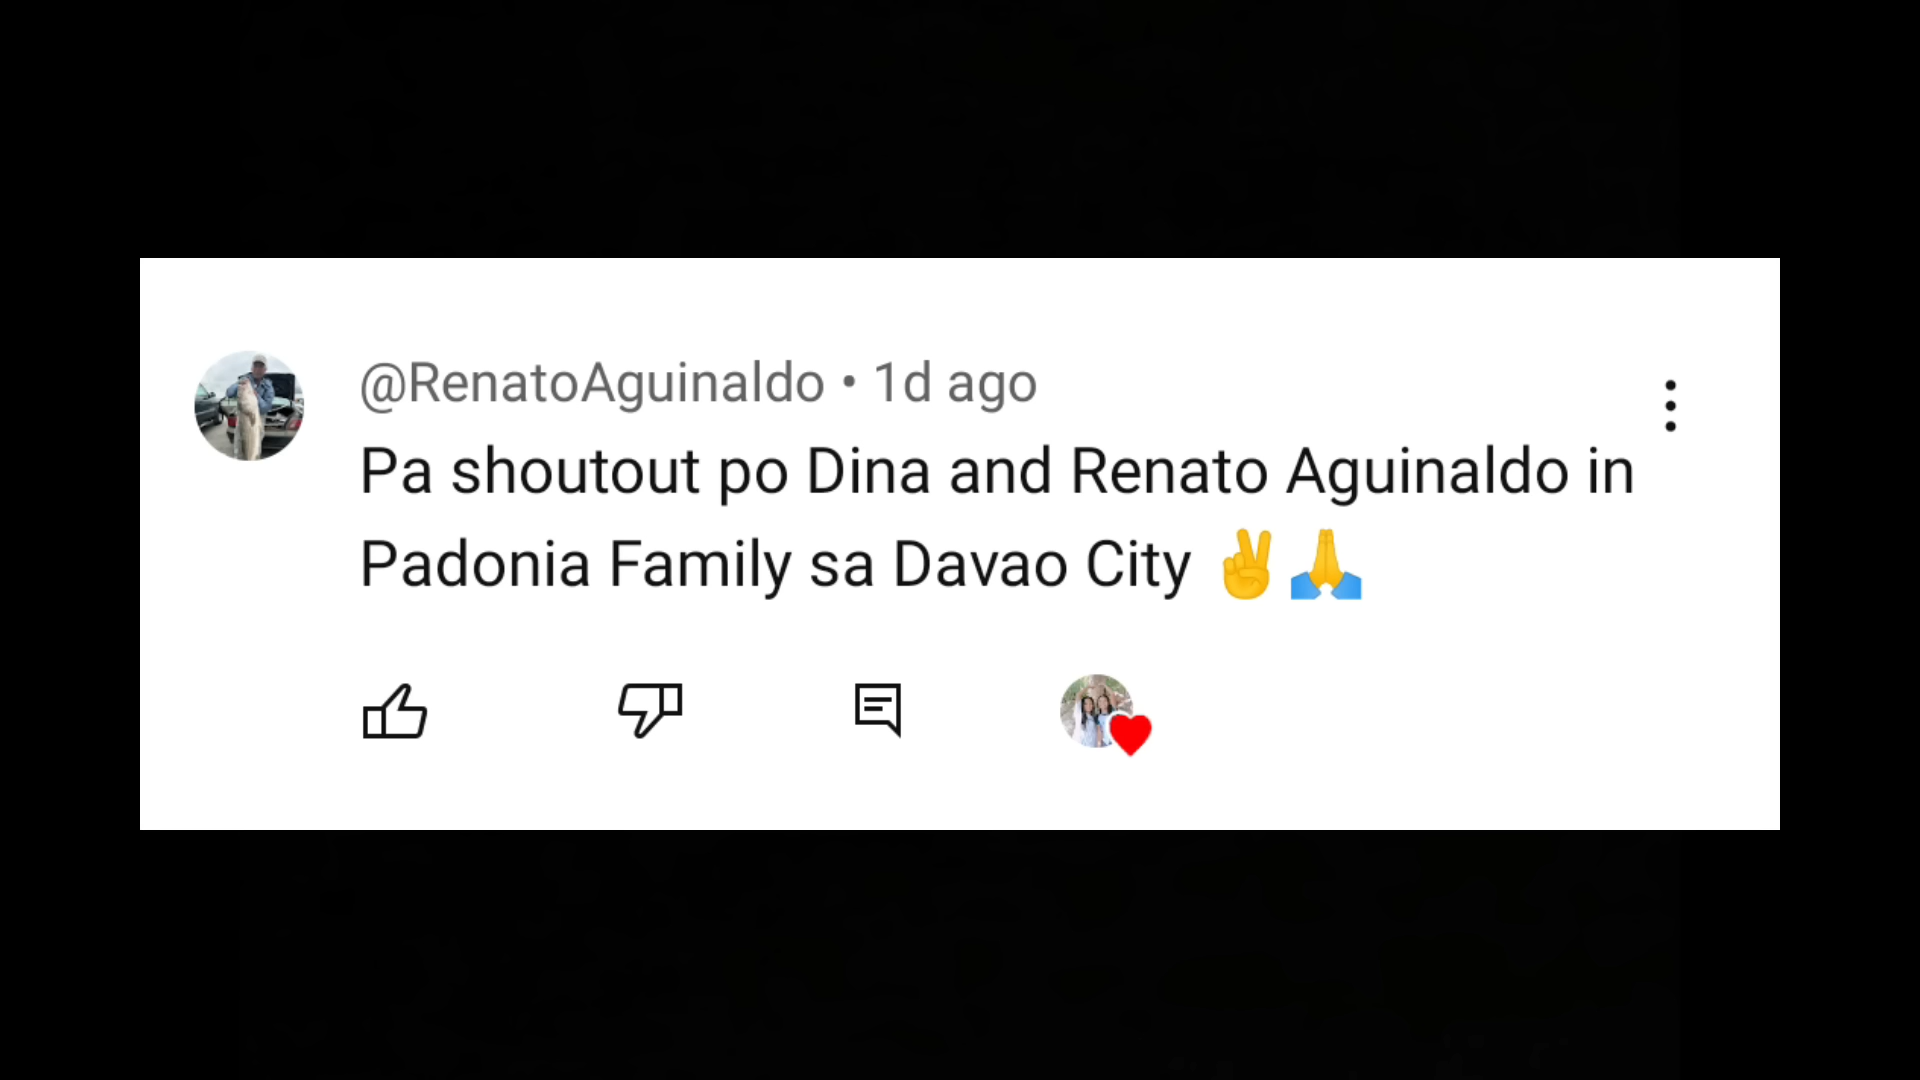 @RenatoAguinaldo • 1d ago
Pa shoutout po Dina and Renato Aguinaldo in
Padonia Family sa Davao City ✌🙏